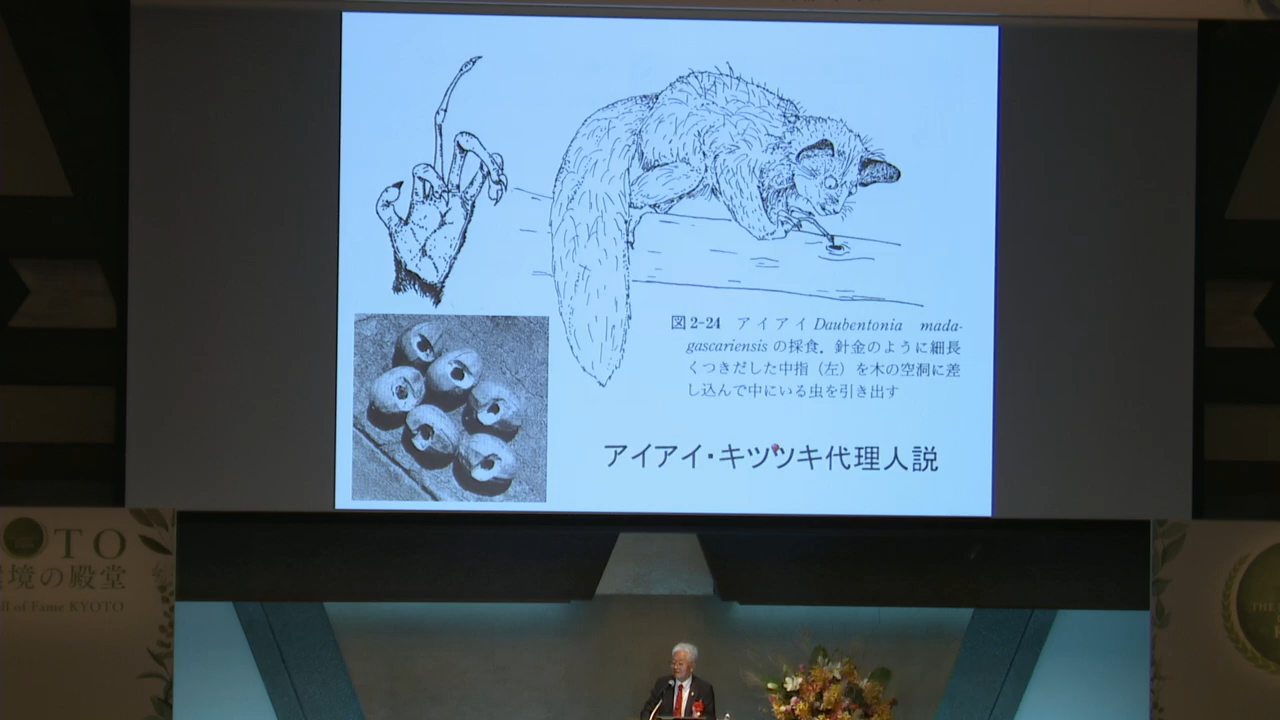 図2-24 アイアイ Daubentonia mada-
gascariensis の採食．針金のように細長
くつきだした中指（左）を木の空洞に差
し込んで中にいる虫を引き出す
アイアイ・キツツキ代理人説
OTO
境の殿堂
of Fame KYOTO
THE